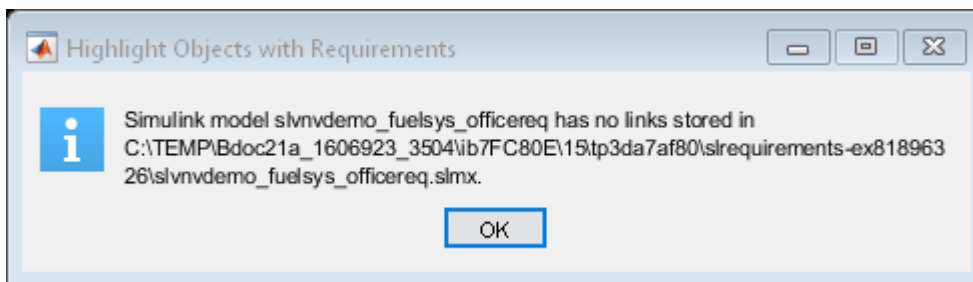 Highlight Objects with Requirements
Simulink model slvnvdemo_fuelsys_officereq has no links stored in
C:\TEMP\Bdoc21a_1606923_3504\ib7FC80E\15\tp3da7af80\slrequirements-ex818963
26\slvnvdemo_fuelsys_officereq.slmx.
OK